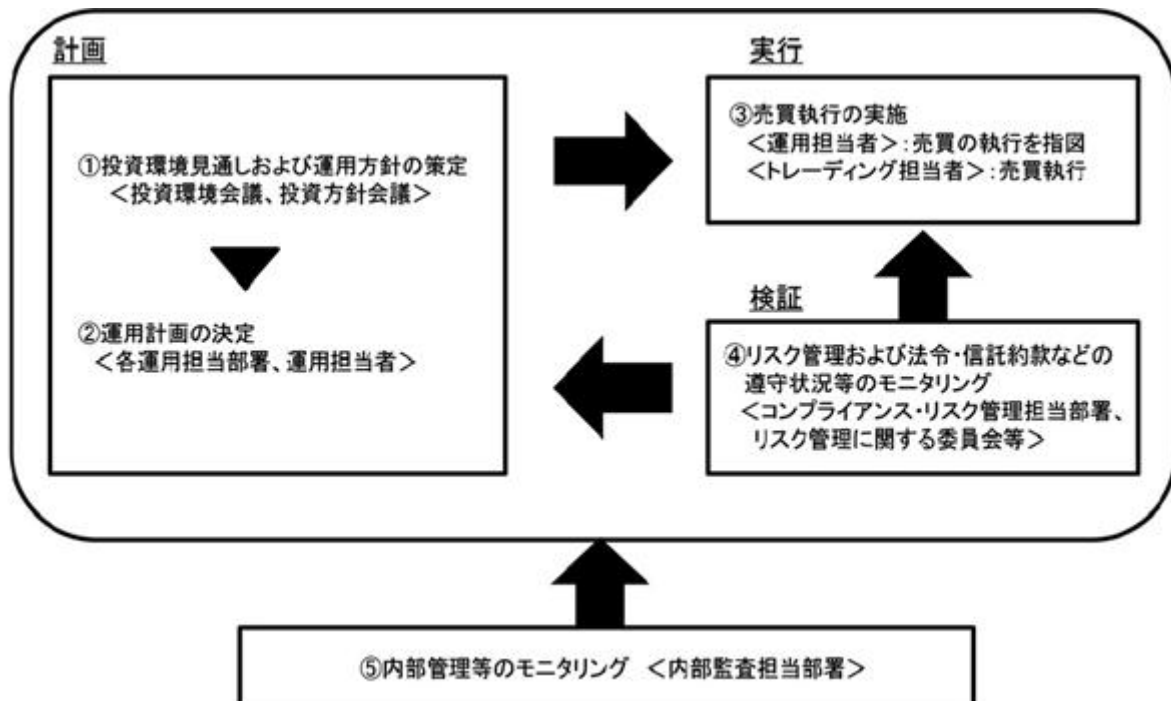 計画
①投資環境見通しおよび運用方針の策定
＜投資環境会議、投資方針会議＞
②運用計画の決定
＜各運用担当部署、運用担当者＞
実行
③売買執行の実施
＜運用担当者＞：売買の執行を指図
＜トレーディング担当者＞：売買執行
検証
④リスク管理および法令・信託約款などの
遵守状況等のモニタリング
＜コンプライアンス・リスク管理担当部署、
リスク管理に関する委員会等＞
⑤内部管理等のモニタリング ＜内部監査担当部署＞